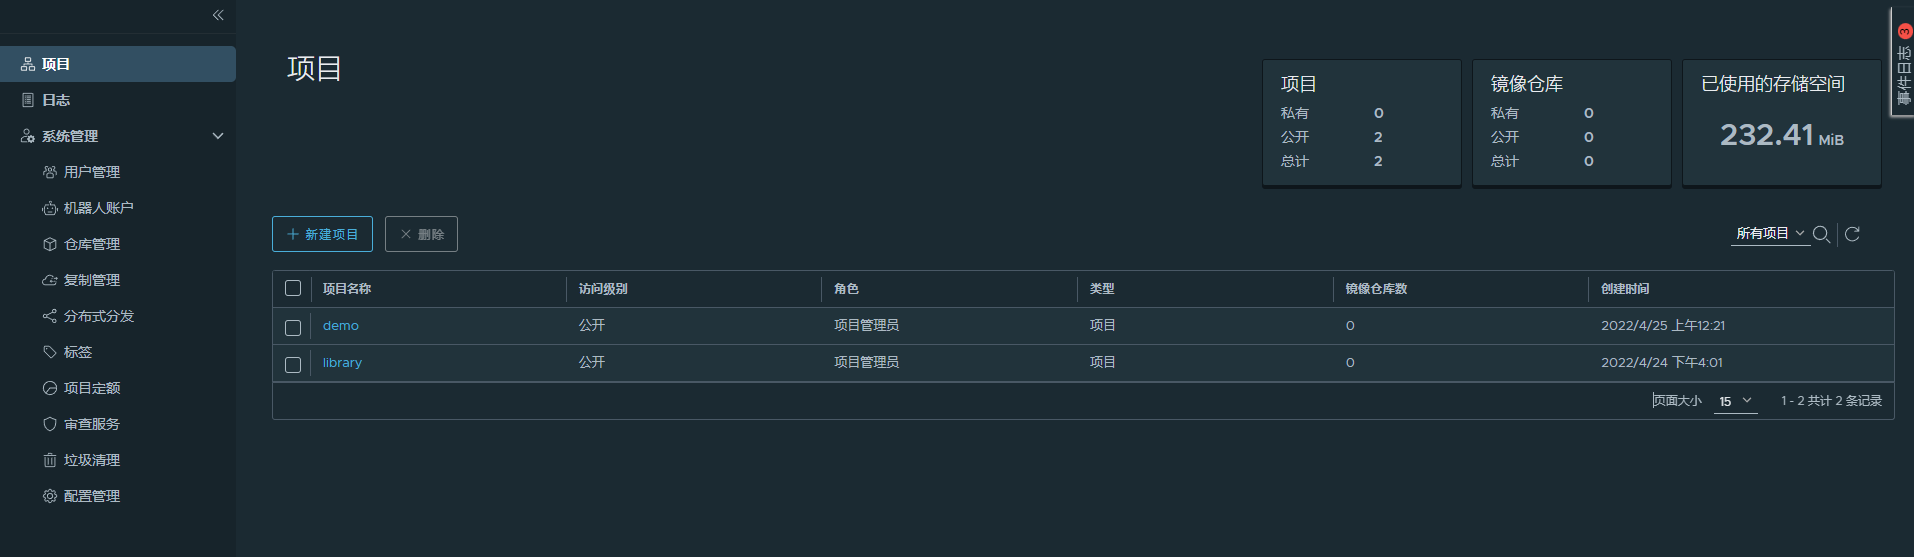 项目
日志
系统管理
用户管理
机器人账户
仓库管理
复制管理
分布式分发
标签
项目定额
审查服务
垃圾清理
配置管理
项目
项目
私有 0
公开 2
总计 2
镜像仓库
私有 0
公开 0
总计 0
已使用的存储空间
232.41 MiB
事件日志 3
新建项目 删除
所有项目
项目名称 访问级别 角色 类型 镜像仓库数 创建时间
demo 公开 项目管理员 项目 0 2022/4/25 上午12:21
library 公开 项目管理员 项目 0 2022/4/24 下午4:01
页面大小 15 1 - 2 共计 2 条记录